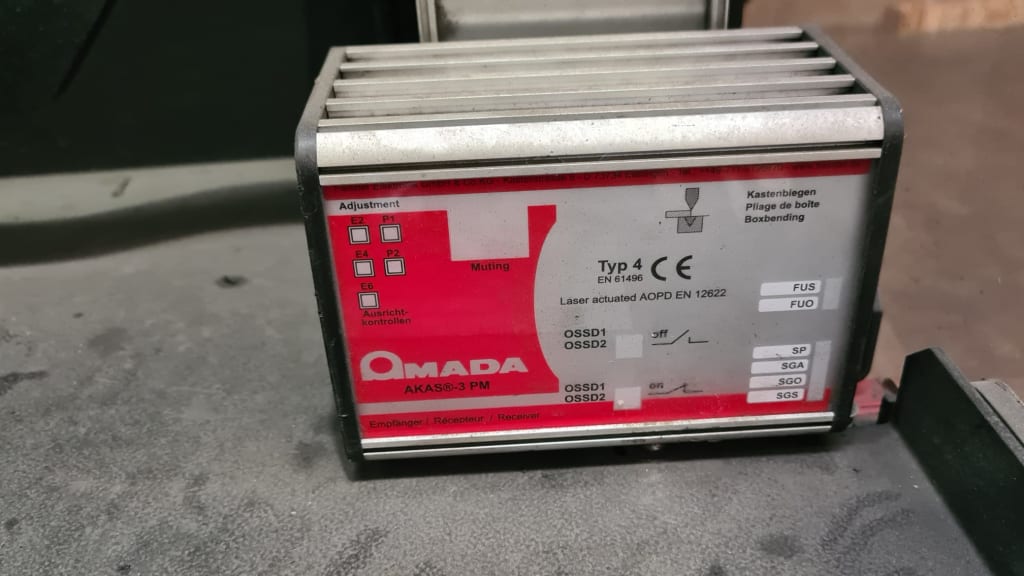 Adjustment
E2 P1
E4 P2
E6
Ausricht-
kontrollen
Muting
Kastenbiegen
Pliage de boîte
Boxbending
Typ 4 CE
EN 61496
Laser actuated AOPD EN 12622
FUS
FUO
OSSD1
OSSD2
off
SP
SGA
SGO
SGS
OSSD1
OSSD2
on
AMADA
AKAS®-3 PM
Empfänger / Récepteur / Receiver